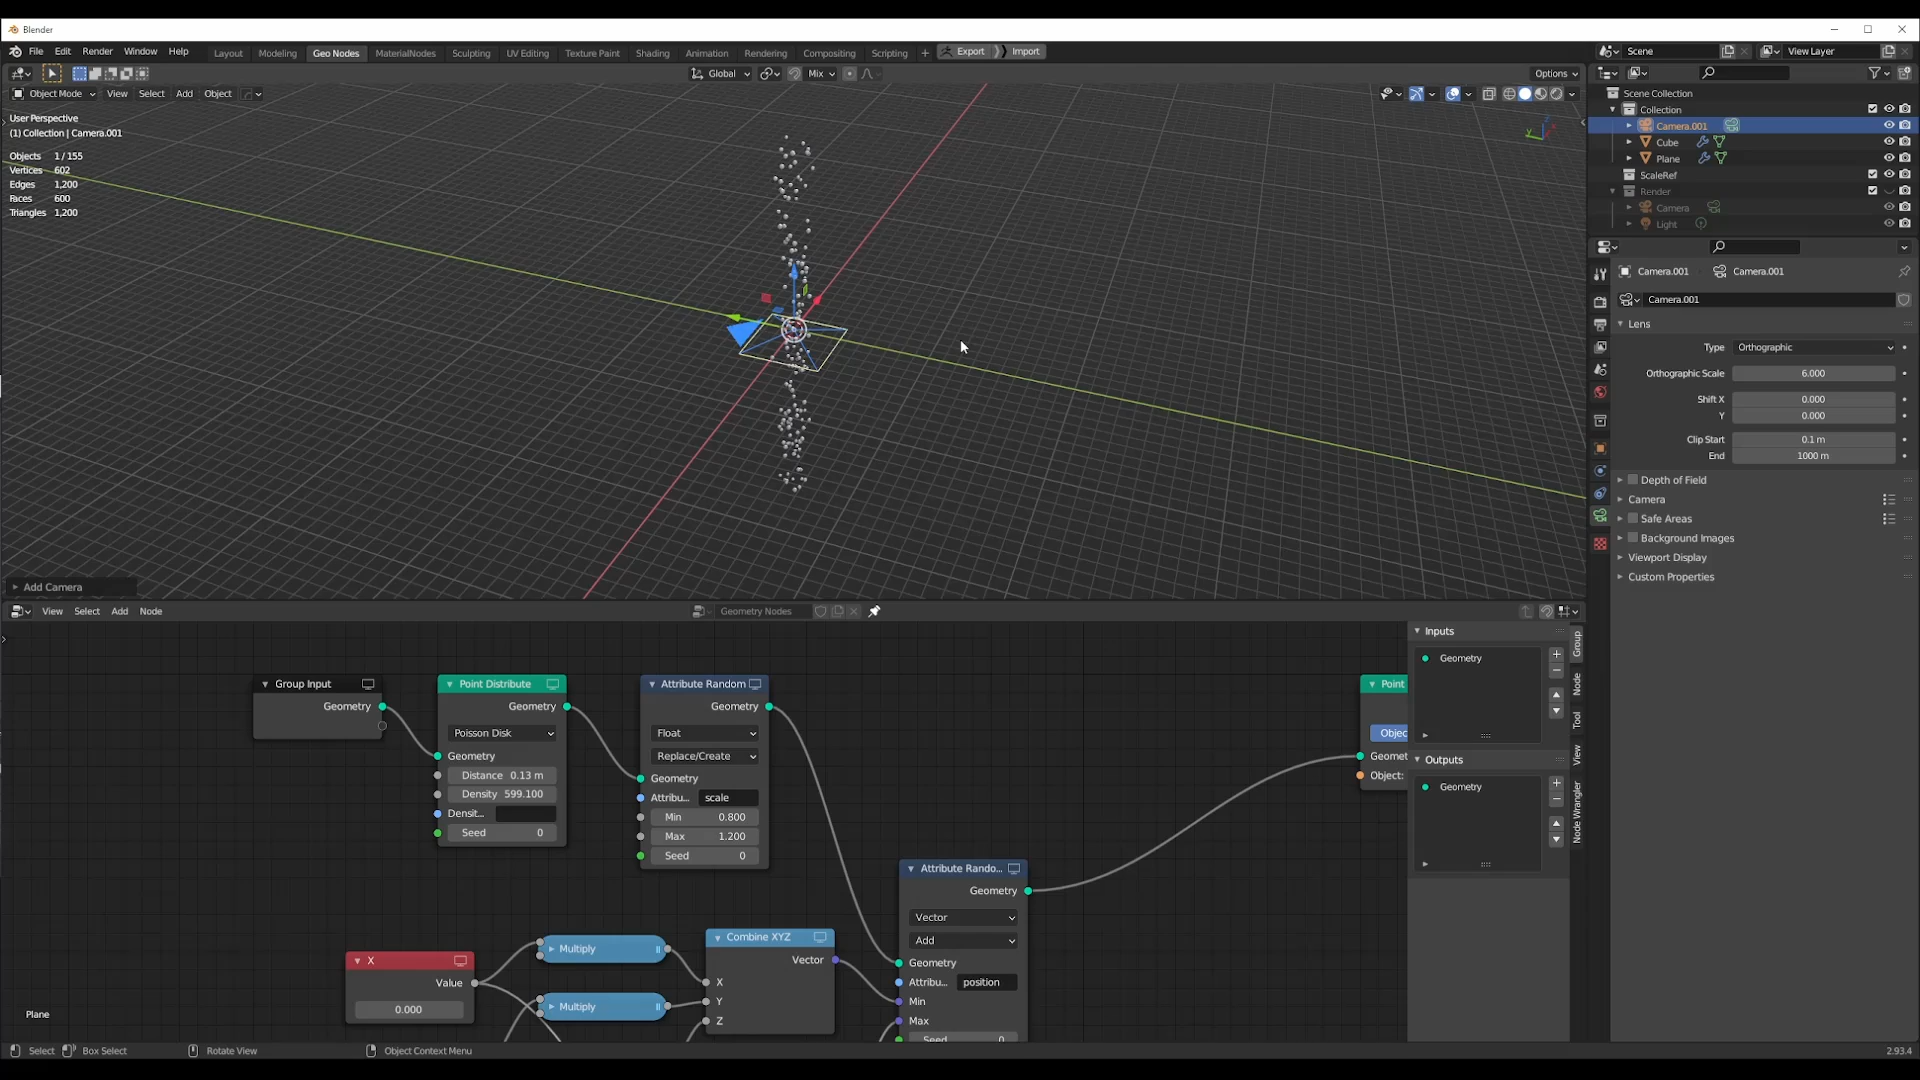 Blender
File Edit Render Window Help
Layout Modeling Geo Nodes MaterialNodes Sculpting UV Editing Texture Paint Shading Animation Rendering Compositing Scripting + Export Import
Scene View Layer
Global Mix Options
Object Mode View Select Add Object
User Perspective
(1) Collection | Camera.001
Objects 1 / 155
Vertices 602
Edges 1,200
Faces 600
Triangles 1,200
Add Camera
Scene Collection
Collection
Camera.001
Cube
Plane
ScaleRef
Render
Camera
Light
Camera.001 Camera.001
Camera.001
Lens
Type Orthographic
Orthographic Scale 6.000
Shift X 0.000
Y 0.000
Clip Start 0.1 m
End 1000 m
Depth of Field
Camera
Safe Areas
Background Images
Viewport Display
Custom Properties
View Select Add Node Geometry Nodes
Group Input
Geometry
Point Distribute
Geometry
Poisson Disk
Geometry
Distance 0.13 m
Density 599.100
Densit...
Seed 0
Attribute Random
Geometry
Float
Replace/Create
Geometry
Attribu... scale
Min 0.800
Max 1.200
Seed 0
X
Value
0.000
Multiply
Multiply
Combine XYZ
Vector
X
Y
Z
Attribute Rando...
Geometry
Vector
Add
Geometry
Attribu... position
Min
Max
Seed 0
Point
Objec
Geomet
Object:
Inputs
Geometry
Outputs
Geometry
Group
Node
Tool
View
Node Wrangler
Plane
Select Box Select Rotate View Object Context Menu 2.93.4